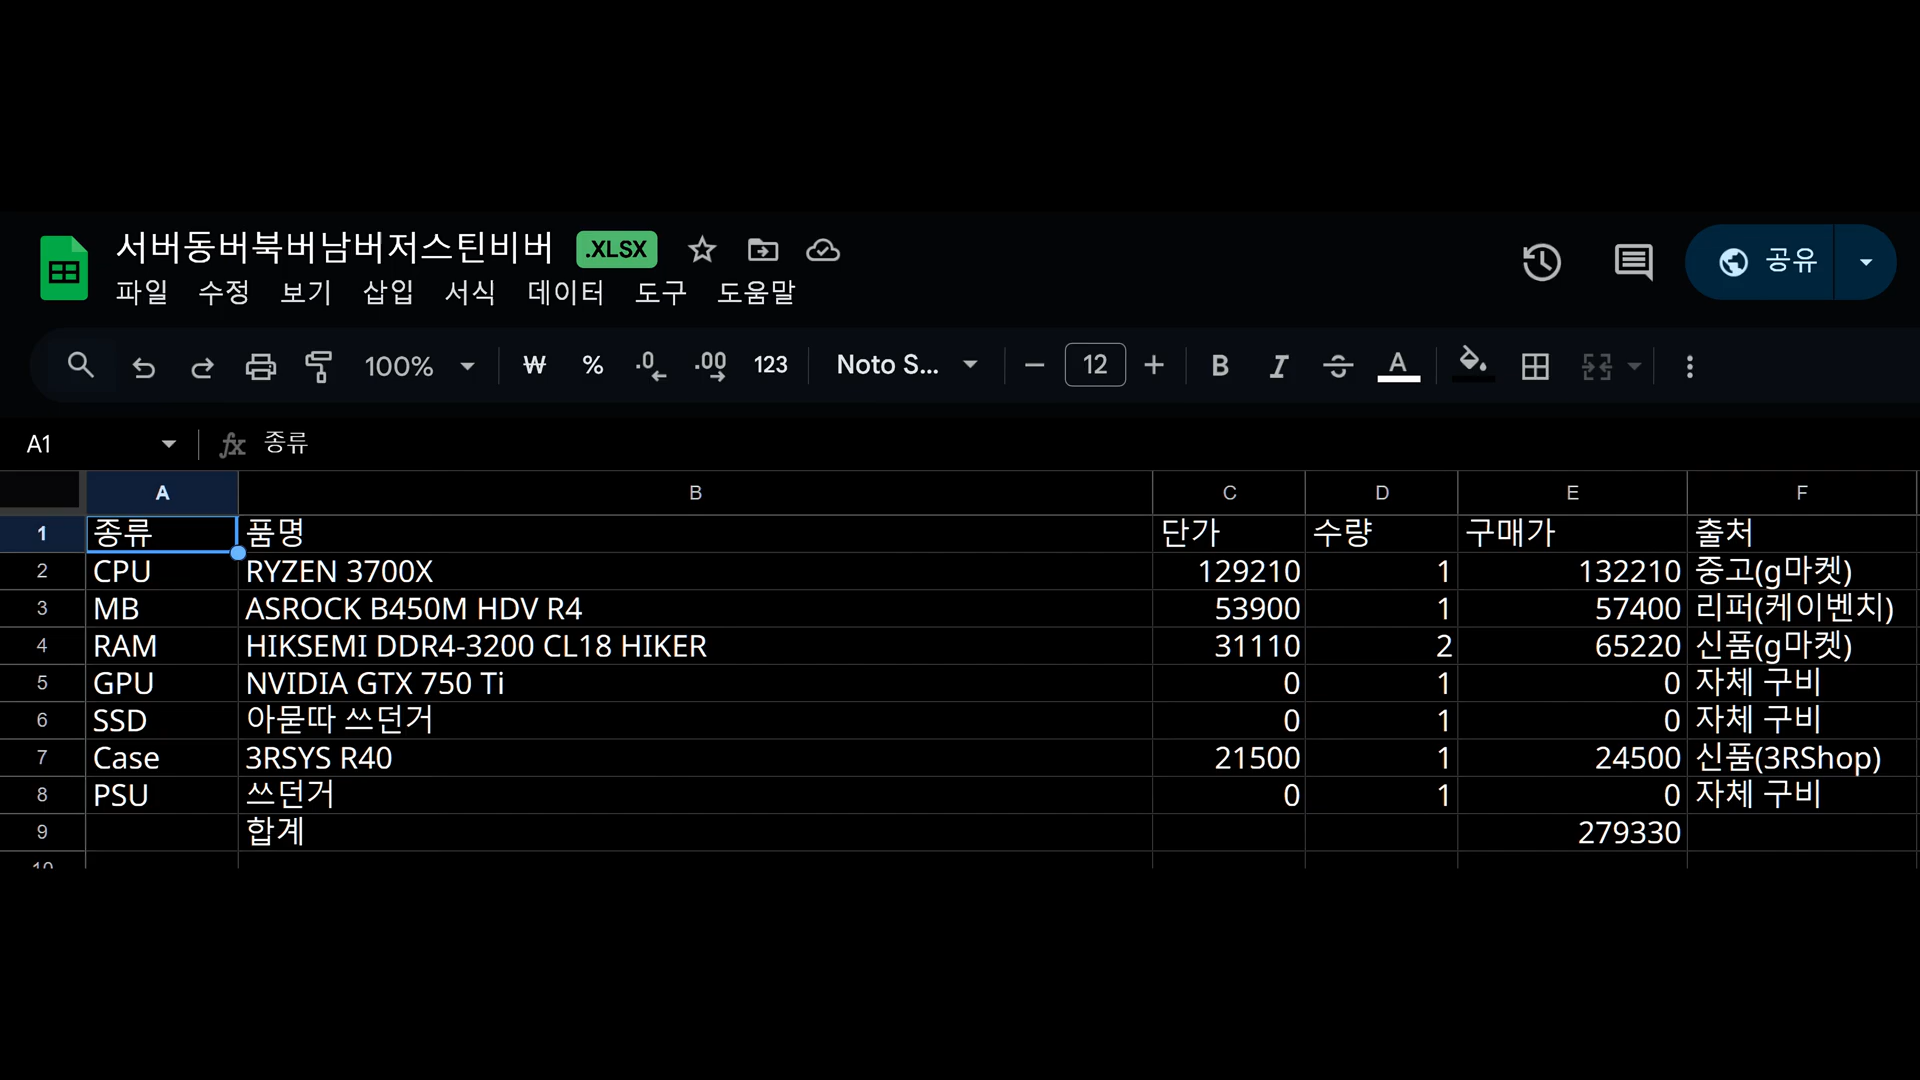 서버동버북버남버저스틴비버 .XLSX
파일 수정 보기 삽입 서식 데이터 도구 도움말
공유
100% ₩ % .0 .00 123 Noto S... 12 B I S A
A1 fx 종류
A B C D E F
1 종류 품명 단가 수량 구매가 출처
2 CPU RYZEN 3700X 129210 1 132210 중고(g마켓)
3 MB ASROCK B450M HDV R4 53900 1 57400 리퍼(케이벤치)
4 RAM HIKSEMI DDR4-3200 CL18 HIKER 31110 2 65220 신품(g마켓)
5 GPU NVIDIA GTX 750 Ti 0 1 0 자체 구비
6 SSD 아묻따 쓰던거 0 1 0 자체 구비
7 Case 3RSYS R40 21500 1 24500 신품(3RShop)
8 PSU 쓰던거 0 1 0 자체 구비
9 합계 279330
10